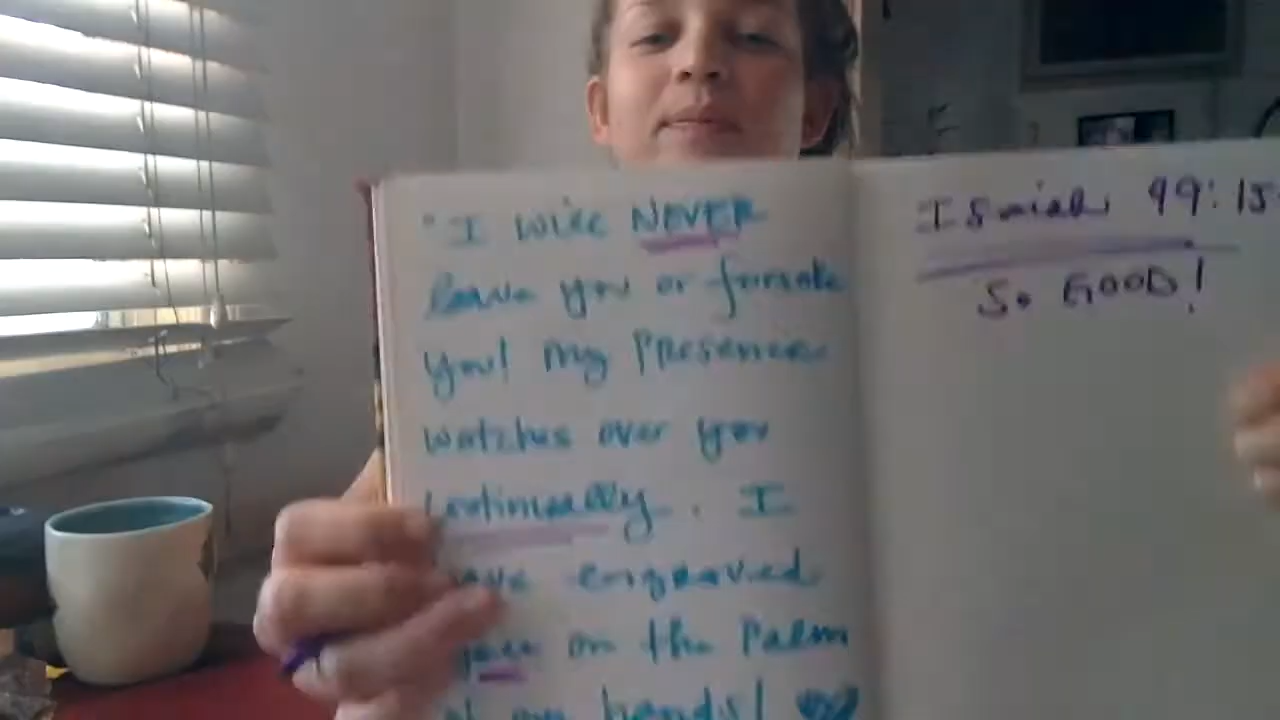 "I will NEVER
leave you or forsake
you! my Presence
watches over you
continually. I
have engraved
you on the Palm
of my hands!
Isaiah 49:15
So GOOD!